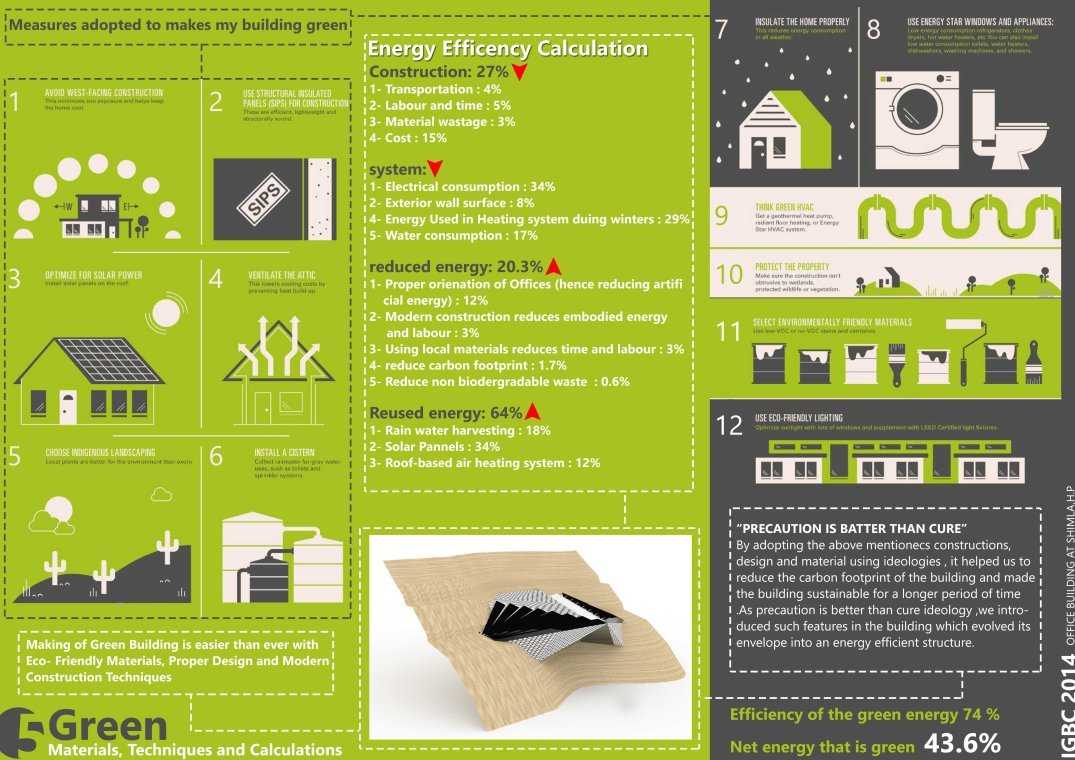 Measures adopted to makes my building green
1
AVOID WEST-FACING CONSTRUCTION
This minimizes sun exposure and helps keep
the home cool.
W
E
2
USE STRUCTURAL INSULATED
PANELS (SIPS) FOR CONSTRUCTION
These are efficient, lightweight and
structurally sound.
SIPS
3
OPTIMIZE FOR SOLAR POWER
Install solar panels on the roof.
4
VENTILATE THE ATTIC
This lowers cooling costs by
preventing heat build up.
5
CHOOSE INDIGENOUS LANDSCAPING
Local plants are better for the environment than exotic
6
INSTALL A CISTERN
Collect rainwater for gray water
uses, such as toilets and
sprinkler systems.
Making of Green Building is easier than ever with
Eco- Friendly Materials, Proper Design and Modern
Construction Techniques
5 Green
Materials, Techniques and Calculations
Energy Efficency Calculation
Construction: 27%
1- Transportation : 4%
2- Labour and time : 5%
3- Material wastage : 3%
4- Cost : 15%
system:
1- Electrical consumption : 34%
2- Exterior wall surface : 8%
4- Energy Used in Heating system duing winters : 29%
5- Water consumption : 17%
reduced energy: 20.3%
1- Proper orienation of Offices (hence reducing artifi
cial energy) : 12%
2- Modern construction reduces embodied energy
and labour : 3%
3- Using local materials reduces time and labour : 3%
4- reduce carbon footprint : 1.7%
5- Reduce non biodergradable waste : 0.6%
Reused energy: 64%
1- Rain water harvesting : 18%
2- Solar Pannels : 34%
3- Roof-based air heating system : 12%
7
INSULATE THE HOME PROPERLY
This reduces energy consumption
in all weather.
8
USE ENERGY STAR WINDOWS AND APPLIANCES:
Low energy consumption refrigerators, clothes
dryers, hot water heaters, etc. You can also install
low water consumption toilets, water heaters,
dishwashers, washing machines, and showers.
9
THINK GREEN HVAC
Get a geothermal heat pump,
radiant floor heating, or Energy
Star HVAC system.
10
PROTECT THE PROPERTY
Make sure the construction isn't
obtrusive to wetlands,
protected wildlife or vegetation.
11
SELECT ENVIRONMENTALLY FRIENDLY MATERIALS
Use low-VOC or no-VOC stains and varnishes.
12
USE ECO-FRIENDLY LIGHTING
Optimize sunlight with lots of windows and supplement with LEED Certified light fixtures.
“PRECAUTION IS BATTER THAN CURE”
By adopting the above mentionecs constructions,
design and material using ideologies , it helped us to
reduce the carbon footprint of the building and made
the building sustainable for a longer period of time
.As precaution is better than cure ideology ,we intro-
duced such features in the building which evolved its
envelope into an energy efficient structure.
Efficiency of the green energy 74 %
Net energy that is green 43.6%
IGBC 2014 OFFICE BUILDING AT SHIMLA,H.P